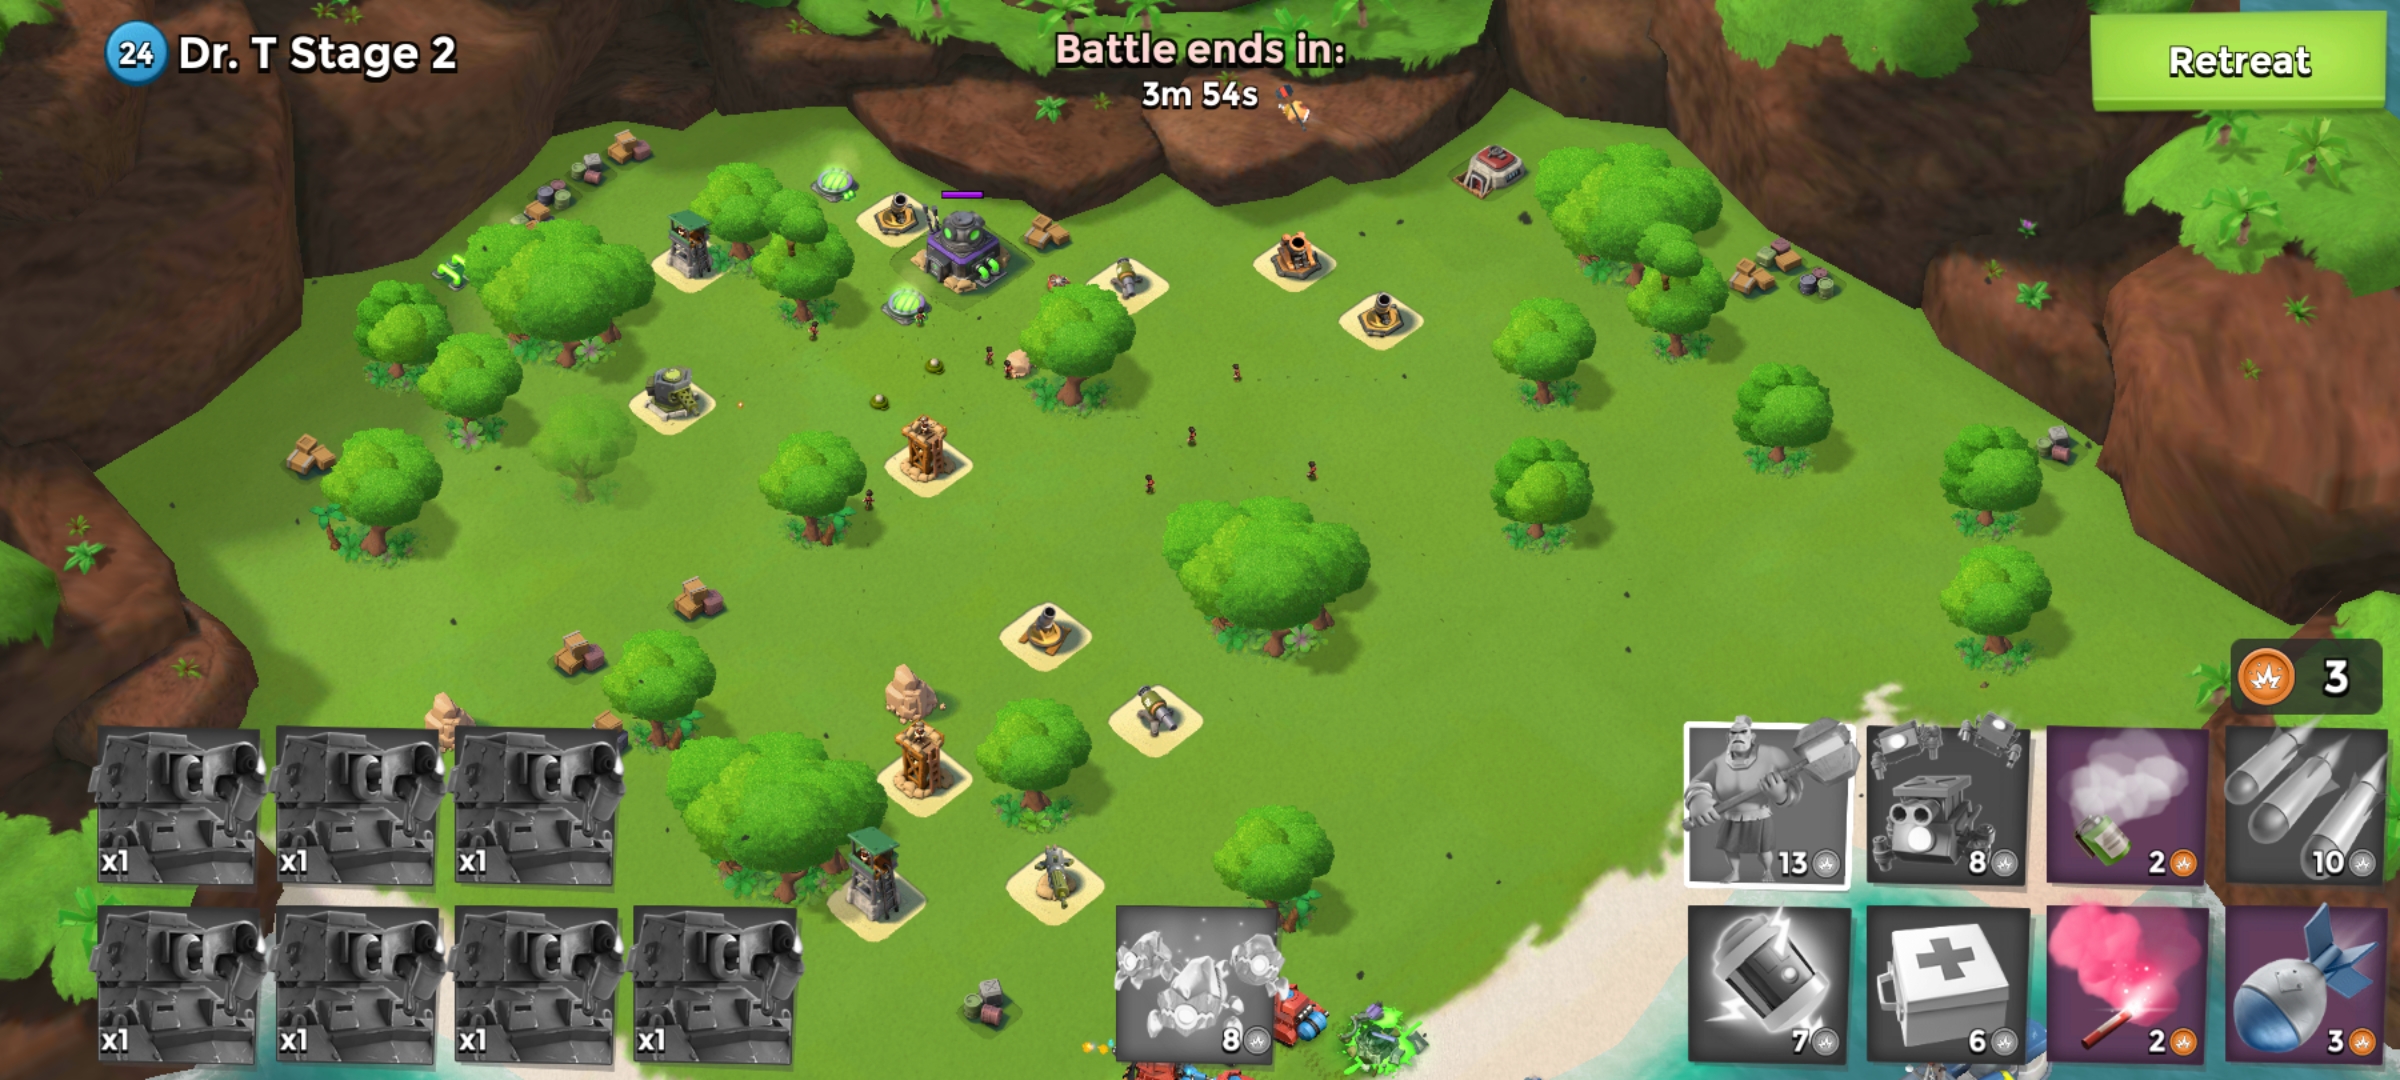 24 Dr. T Stage 2
Battle ends in:
3m 54s
Retreat
3
x1 x1 x1
13 8 2 10
x1 x1 x1 x1
8
7 6 2 3